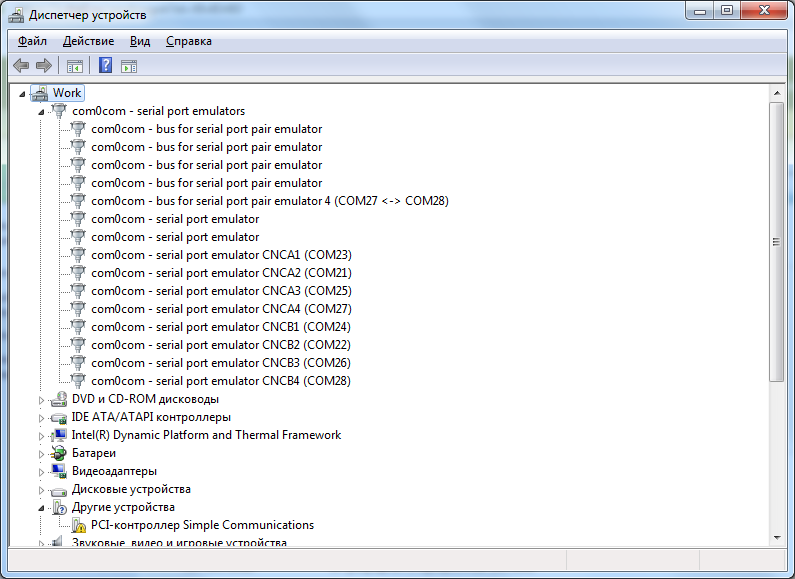 Диспетчер устройств
Файл Действие Вид Справка
Work
com0com - serial port emulators
com0com - bus for serial port pair emulator
com0com - bus for serial port pair emulator
com0com - bus for serial port pair emulator
com0com - bus for serial port pair emulator
com0com - bus for serial port pair emulator 4 (COM27 <-> COM28)
com0com - serial port emulator
com0com - serial port emulator
com0com - serial port emulator CNCA1 (COM23)
com0com - serial port emulator CNCA2 (COM21)
com0com - serial port emulator CNCA3 (COM25)
com0com - serial port emulator CNCA4 (COM27)
com0com - serial port emulator CNCB1 (COM24)
com0com - serial port emulator CNCB2 (COM22)
com0com - serial port emulator CNCB3 (COM26)
com0com - serial port emulator CNCB4 (COM28)
DVD и CD-ROM дисководы
IDE ATA/ATAPI контроллеры
Intel(R) Dynamic Platform and Thermal Framework
Батареи
Видеоадаптеры
Дисковые устройства
Другие устройства
PCI-контроллер Simple Communications
Звуковые, видео и игровые устройства